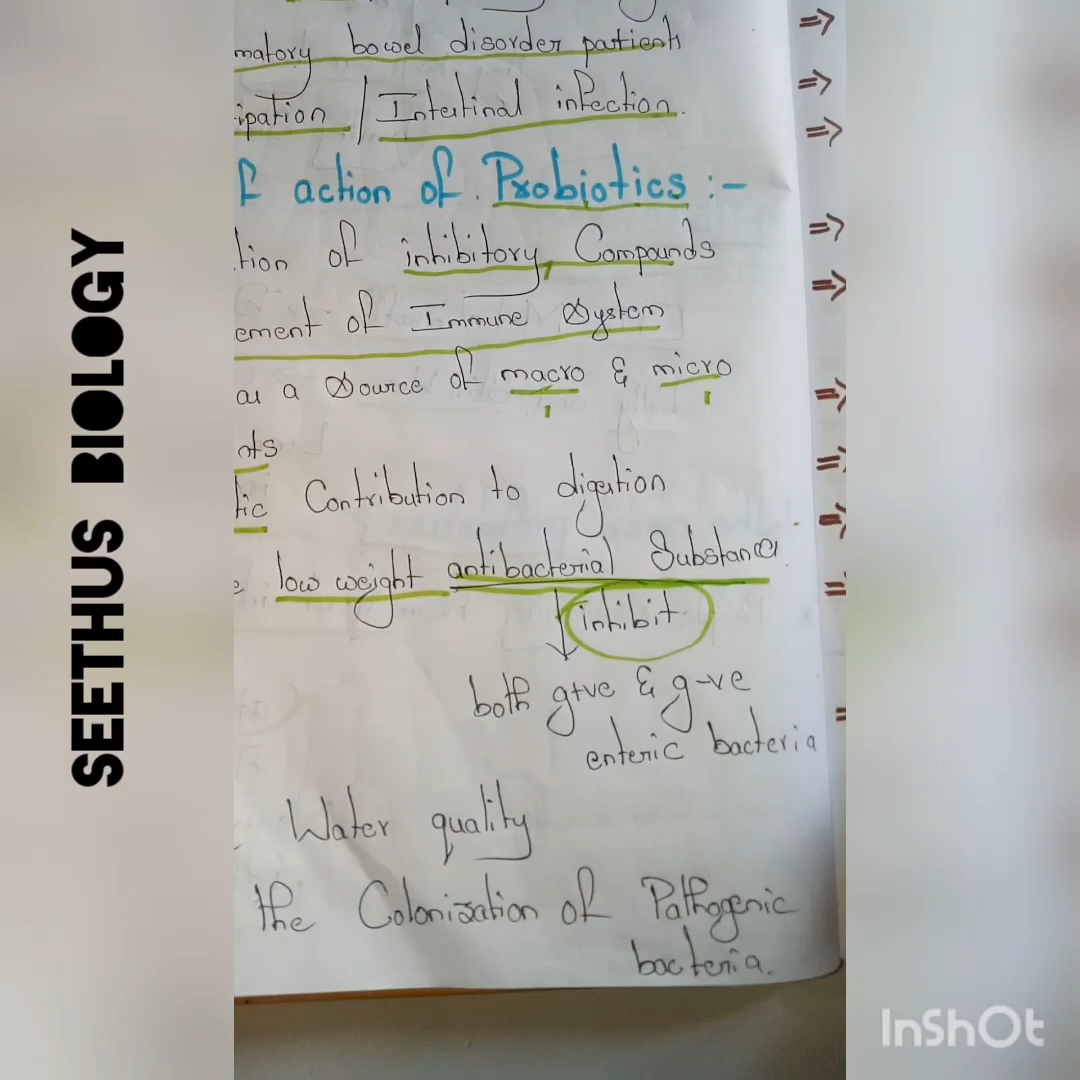 SEETHUS BIOLOGY
matory bowel disorder patients
ipation / Intestinal infection.
f action of Probiotics :-
tion of inhibitory Compounds
ement of Immune System
as a Source of macro & micro
nts
tic Contribution to digestion
e low weight antibacterial Substances
inhibit
both g+ve & g-ve
enteric bacteria
Water quality
the Colonization of Pathogenic
bacteria.
InShOt